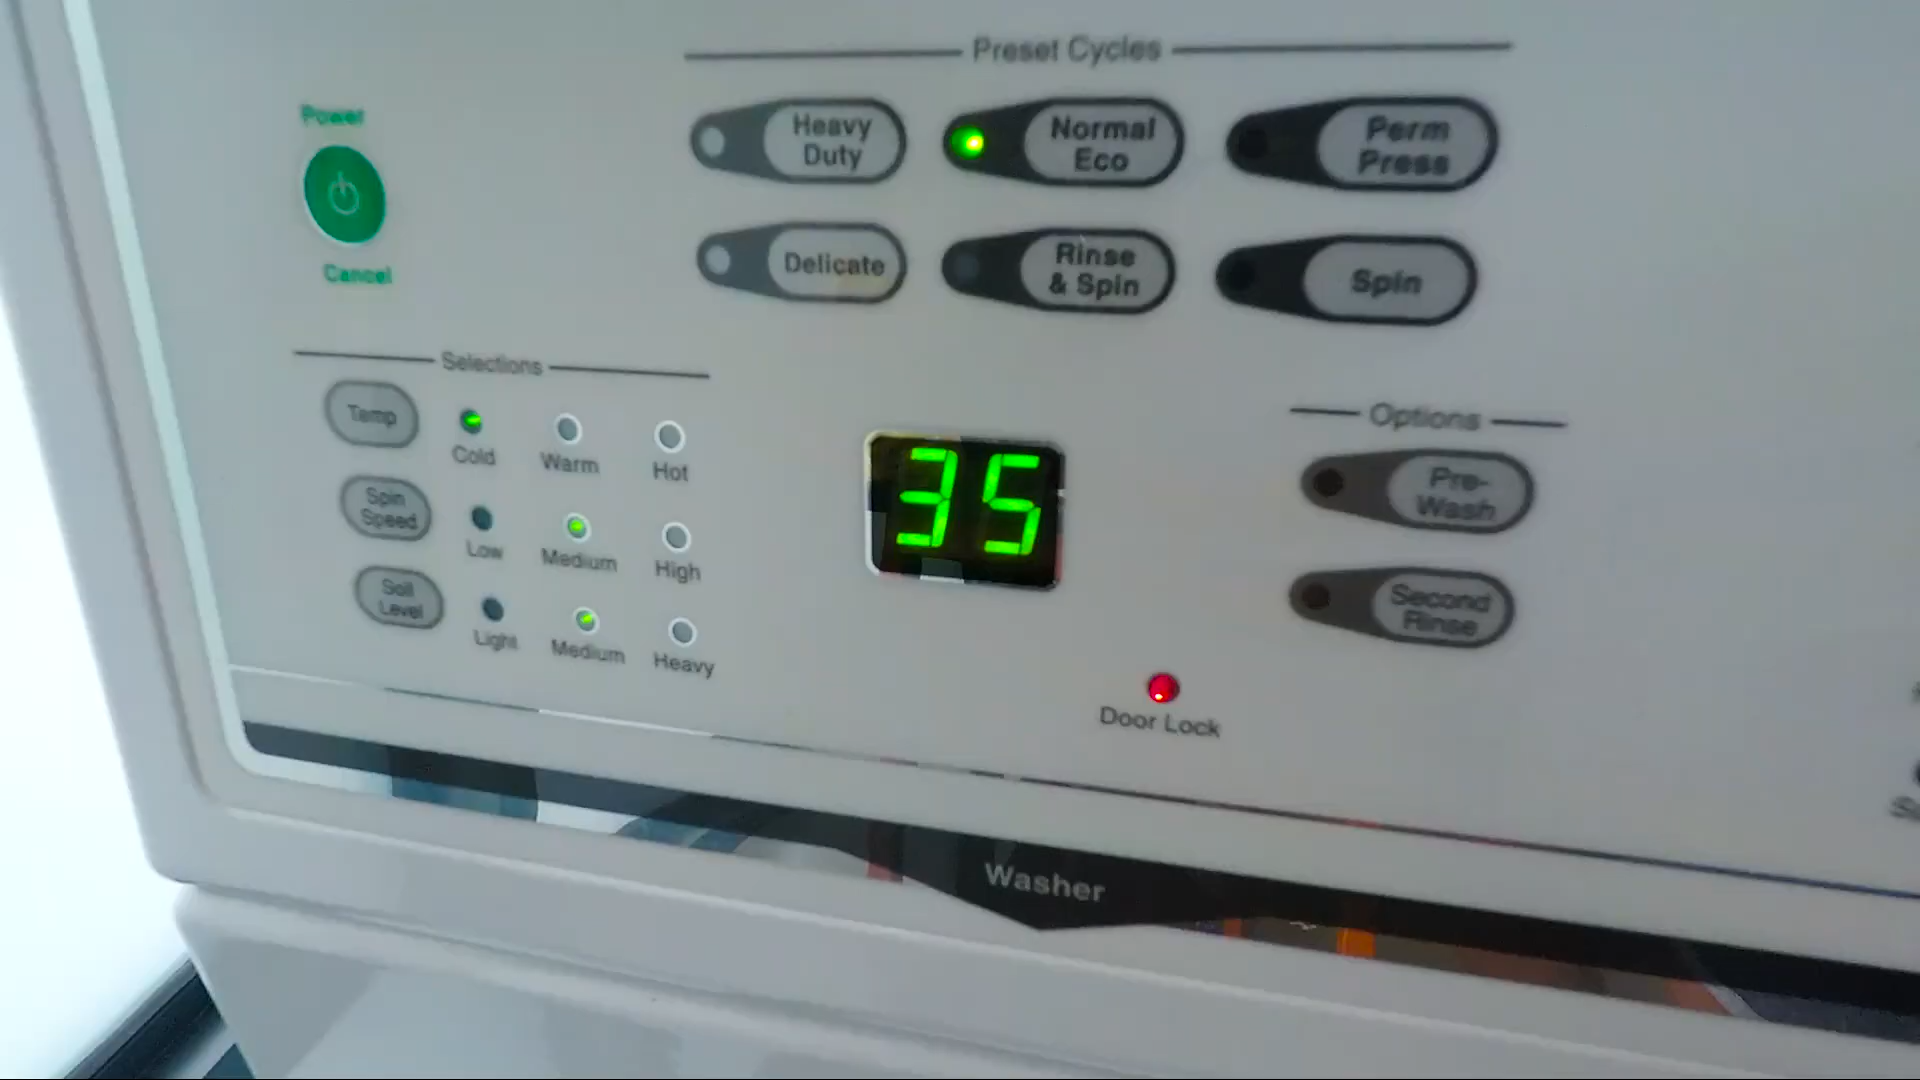 Preset Cycles
Power
Cancel
Heavy
Duty
Normal
Eco
Perm
Press
Delicate
Rinse
& Spin
Spin
Selections
Temp
Cold
Warm
Hot
Spin
Speed
Low
Medium
High
Soil
Level
Light
Medium
Heavy
35
Options
Pre-
Wash
Second
Rinse
Door Lock
Washer